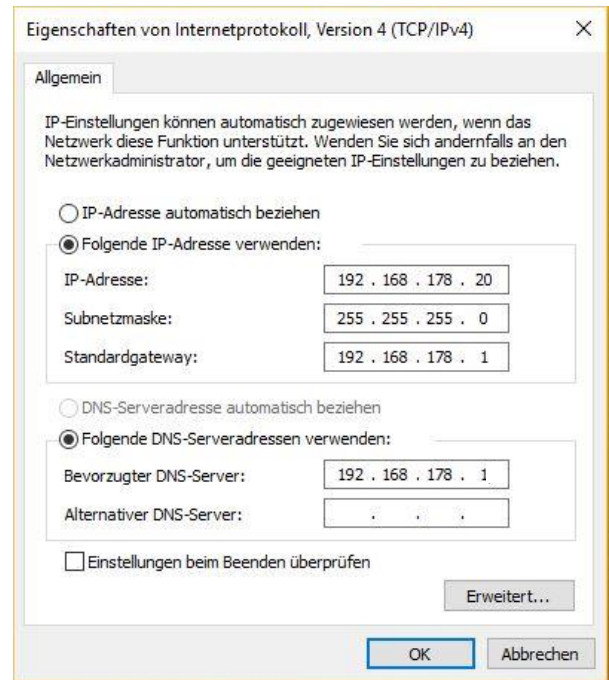 Eigenschaften von Internetprotokoll, Version 4 (TCP/IPv4)
Allgemein
IP-Einstellungen können automatisch zugewiesen werden, wenn das
Netzwerk diese Funktion unterstützt. Wenden Sie sich andernfalls an den
Netzwerkadministrator, um die geeigneten IP-Einstellungen zu beziehen.
IP-Adresse automatisch beziehen
Folgende IP-Adresse verwenden:
IP-Adresse: 192 . 168 . 178 . 20
Subnetzmaske: 255 . 255 . 255 . 0
Standardgateway: 192 . 168 . 178 . 1
DNS-Serveradresse automatisch beziehen
Folgende DNS-Serveradressen verwenden:
Bevorzugter DNS-Server: 192 . 168 . 178 . 1
Alternativer DNS-Server: . . .
Einstellungen beim Beenden überprüfen
Erweitert...
OK Abbrechen